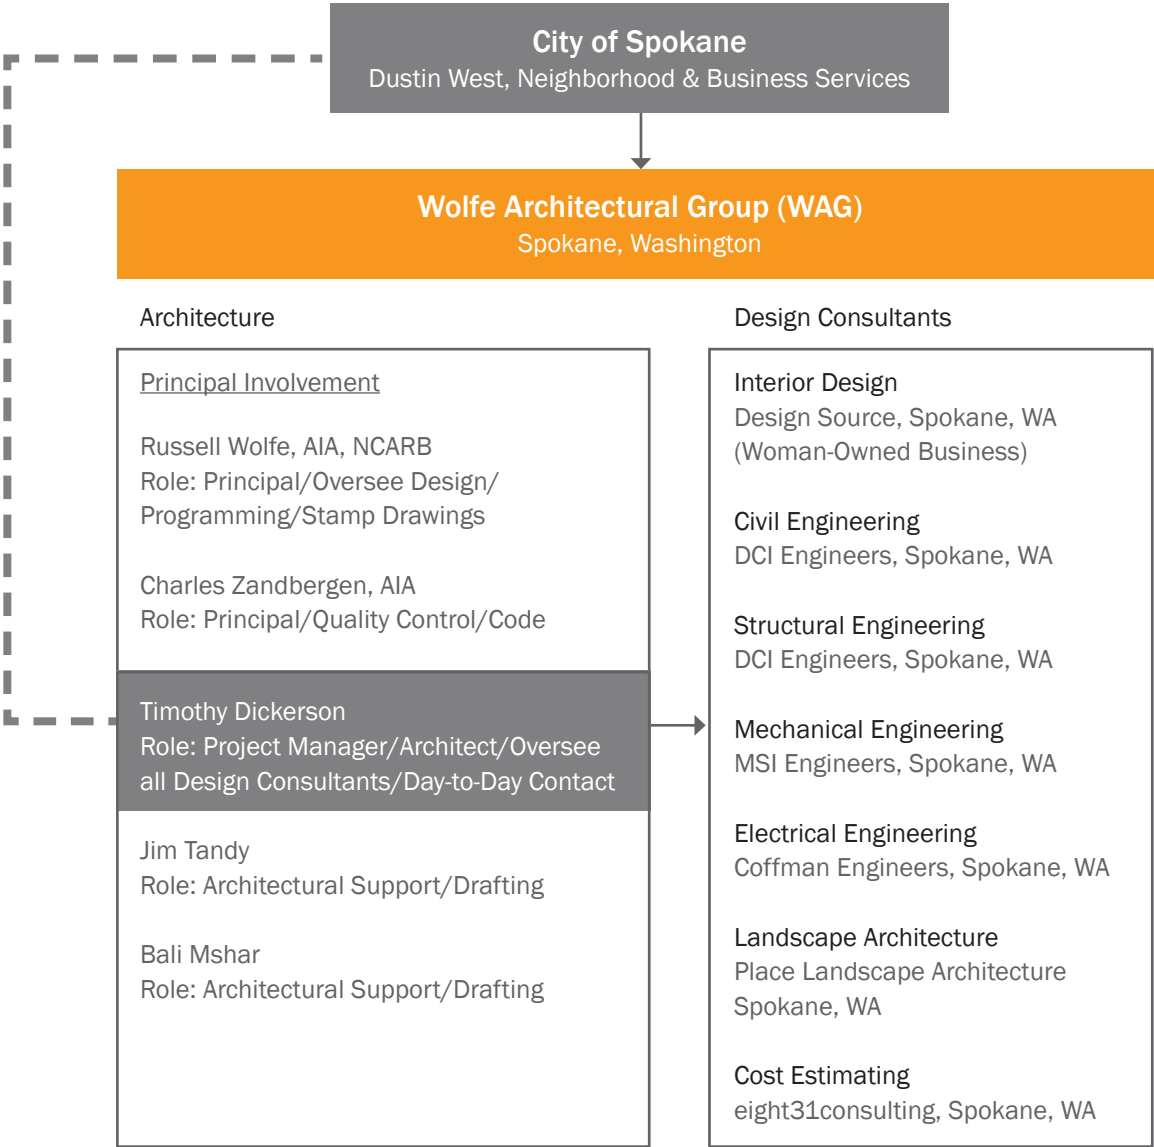 City of Spokane
Dustin West, Neighborhood & Business Services
Wolfe Architectural Group (WAG)
Spokane, Washington
Architecture
Principal Involvement
Russell Wolfe, AIA, NCARB
Role: Principal/Oversee Design/
Programming/Stamp Drawings
Charles Zandbergen, AIA
Role: Principal/Quality Control/Code
Timothy Dickerson
Role: Project Manager/Architect/Oversee
all Design Consultants/Day-to-Day Contact
Jim Tandy
Role: Architectural Support/Drafting
Bali Mshar
Role: Architectural Support/Drafting
Design Consultants
Interior Design
Design Source, Spokane, WA
(Woman-Owned Business)
Civil Engineering
DCI Engineers, Spokane, WA
Structural Engineering
DCI Engineers, Spokane, WA
Mechanical Engineering
MSI Engineers, Spokane, WA
Electrical Engineering
Coffman Engineers, Spokane, WA
Landscape Architecture
Place Landscape Architecture
Spokane, WA
Cost Estimating
eight31consulting, Spokane, WA